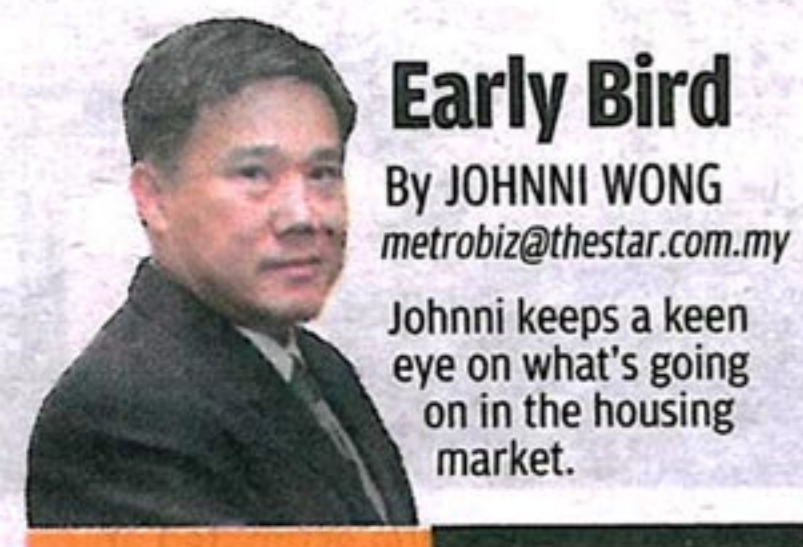 Early Bird
By JOHNNI WONG
metrobiz@thestar.com.my
Johnni keeps a keen
eye on what's going
on in the housing
market.